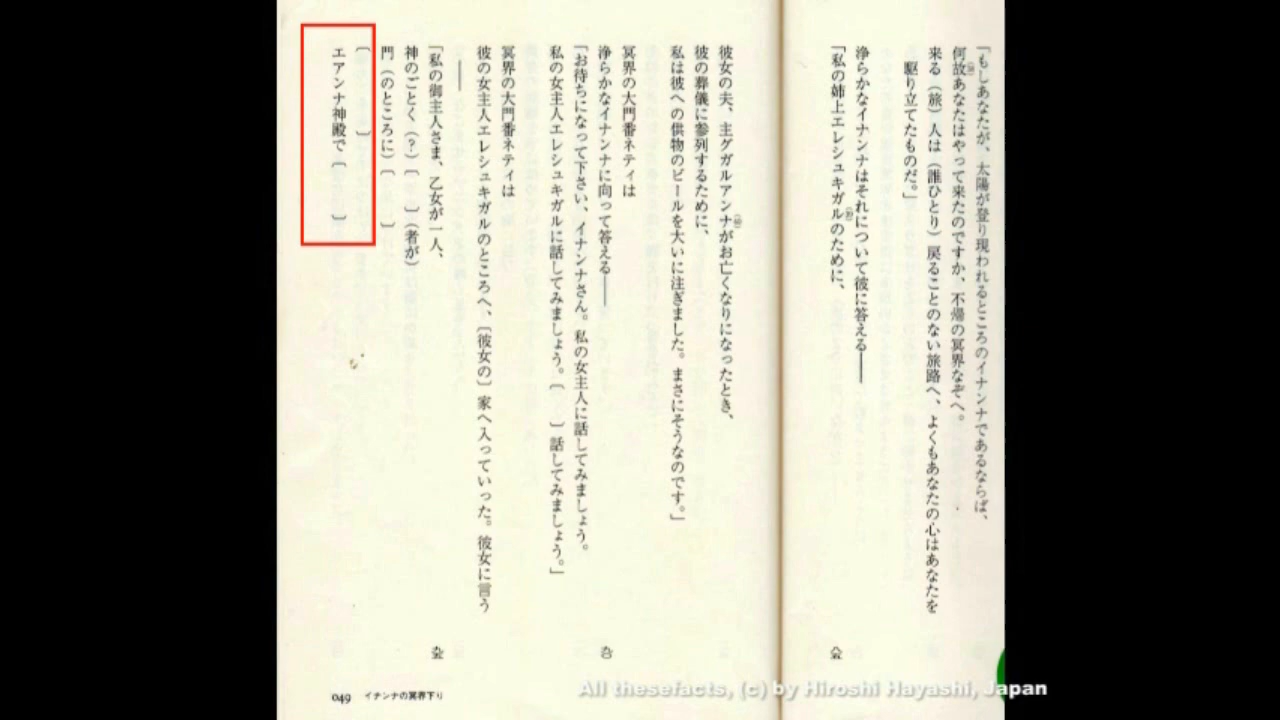 「もしあなたが、太陽が登り現われるところのイナンナであるならば、
何故あなたはやって来たのですか、不帰の冥界なぞへ。
来る（旅）人は（誰ひとり）戻ることのない旅路へ、よくもあなたの心はあなたを
駆り立てたものだ。」
浄らかなイナンナはそれについて彼に答える――
「私の姉上エレシュキガルのために、
彼女の夫、主グガルアンナがお亡くなりになったとき、
彼の葬儀に参列するために、
私は彼への供物のビールを大いに注ぎました。まさにそうなのです。」
冥界の大門番ネティは
浄らかなイナンナに向って答える――
「お待ちになって下さい、イナンナさん。私の女主人に話してみましょう。
私の女主人エレシュキガルに話してみましょう。〔　〕話してみましょう。」
冥界の大門番ネティは
彼の女主人エレシュキガルのところへ、〔彼女の〕家へ入っていった。彼女に言う
――
「私の御主人さま、乙女が一人、
神のごとく（？）〔　〕（者が）
門（のところに）〔　〕
〔　〕
エアンナ神殿で〔　〕
049 イナンナの冥界下り
All thesefacts, (c) by Hiroshi Hayashi, Japan